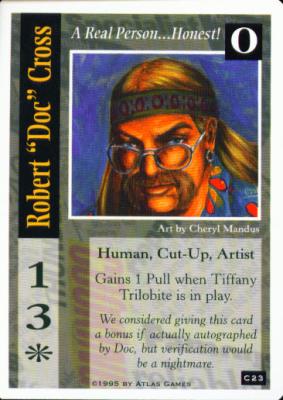 A Real Person...Honest!
O
Robert "Doc" Cross
Art by Cheryl Mandus
1
3
*
Human, Cut-Up, Artist
Gains 1 Pull when Tiffany
Trilobite is in play.
We considered giving this card
a bonus if actually autographed
by Doc, but verification would
be a nightmare.
©1995 by Atlas Games
C23